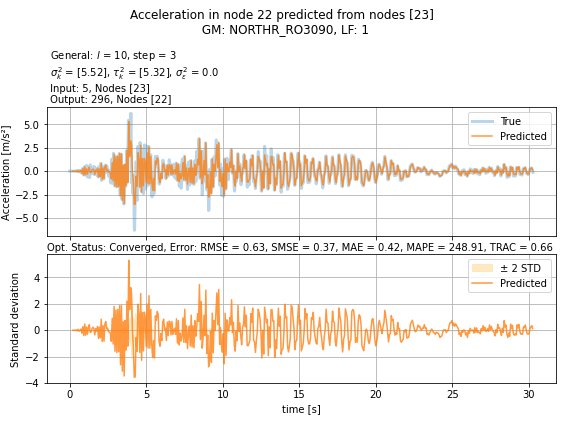 Acceleration in node 22 predicted from nodes [23]
GM: NORTHR_RO3090, LF: 1
General: l = 10, step = 3
σ²ₖ = [5.52], τ²ₖ = [5.32], σ²ε = 0.0
Input: 5, Nodes [23]
Output: 296, Nodes [22]
Acceleration [m/s²]
5.0
2.5
0.0
−2.5
−5.0
True
Predicted
Opt. Status: Converged, Error: RMSE = 0.63, SMSE = 0.37, MAE = 0.42, MAPE = 248.91, TRAC = 0.66
Standard deviation
4
2
0
−2
−4
± 2 STD
Predicted
0 5 10 15 20 25 30
time [s]